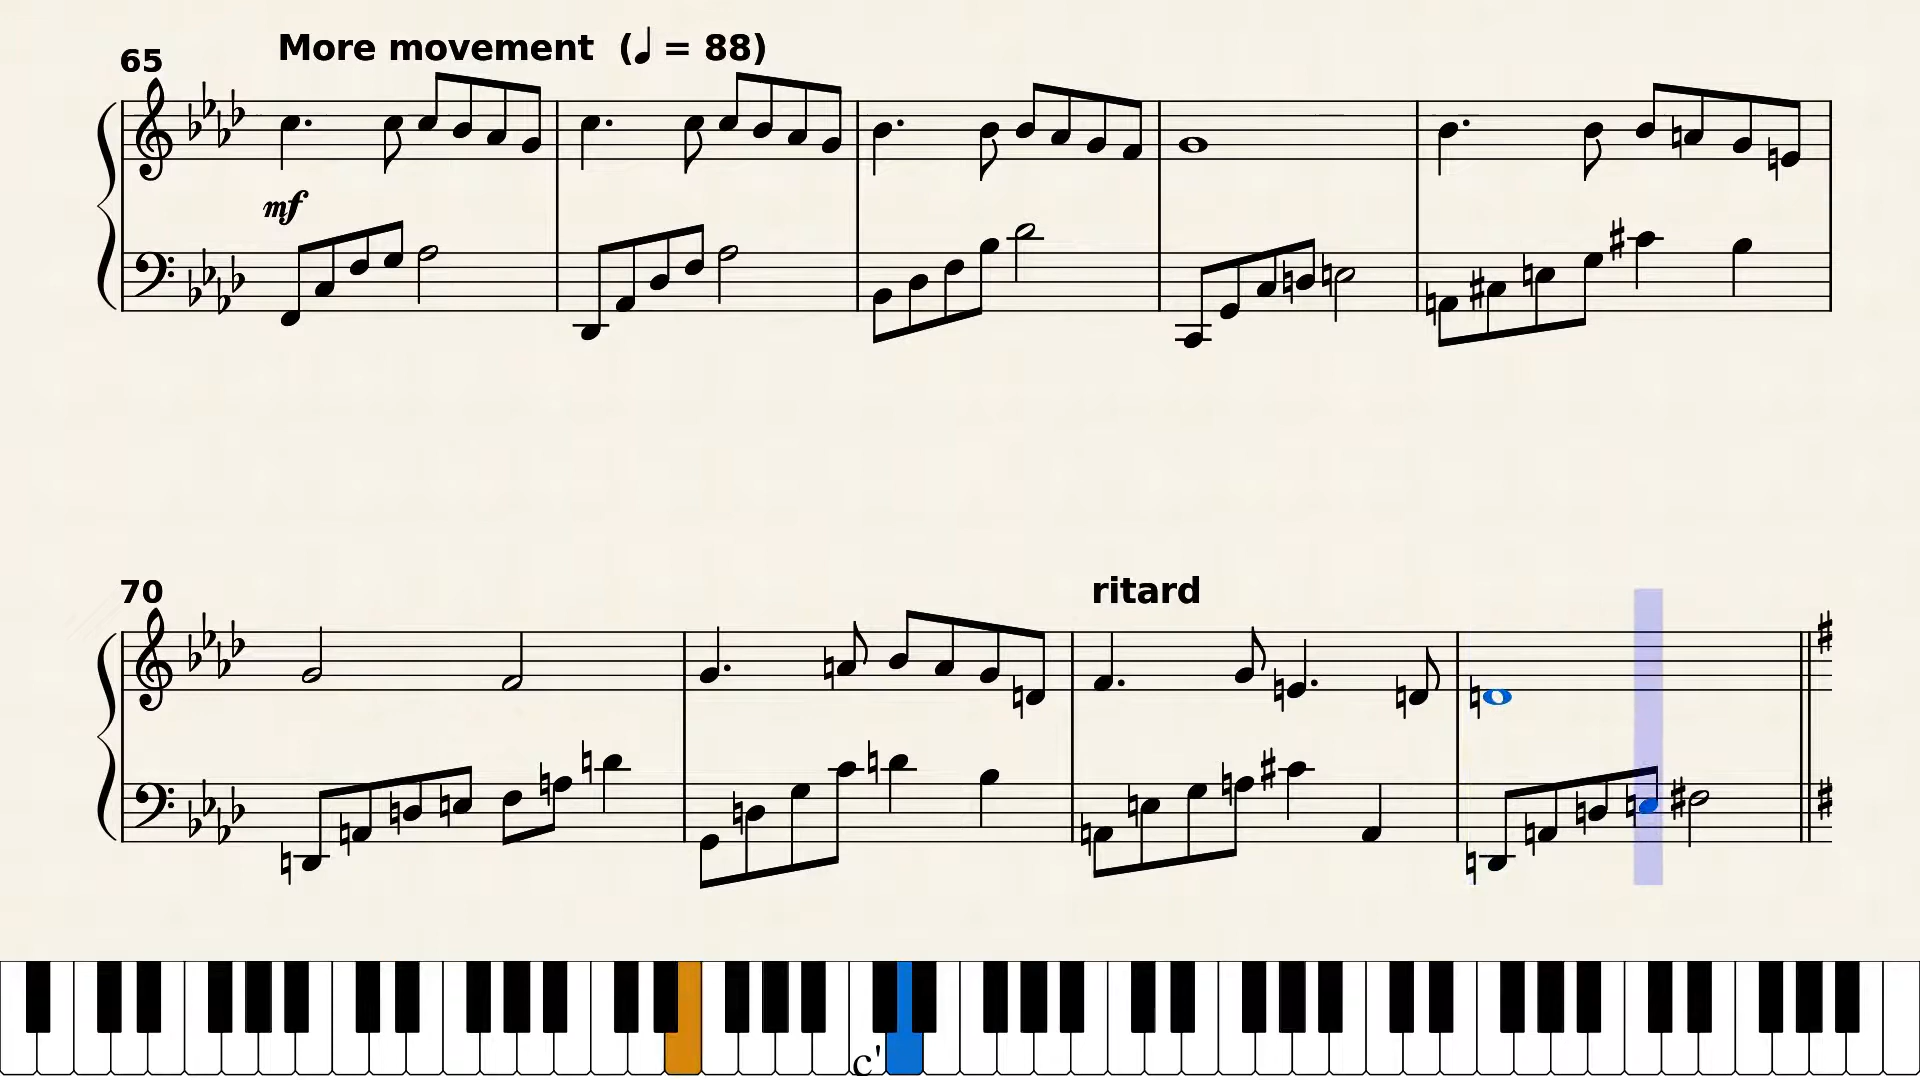 65
More movement (♩ = 88)
mf
70
ritard
c'